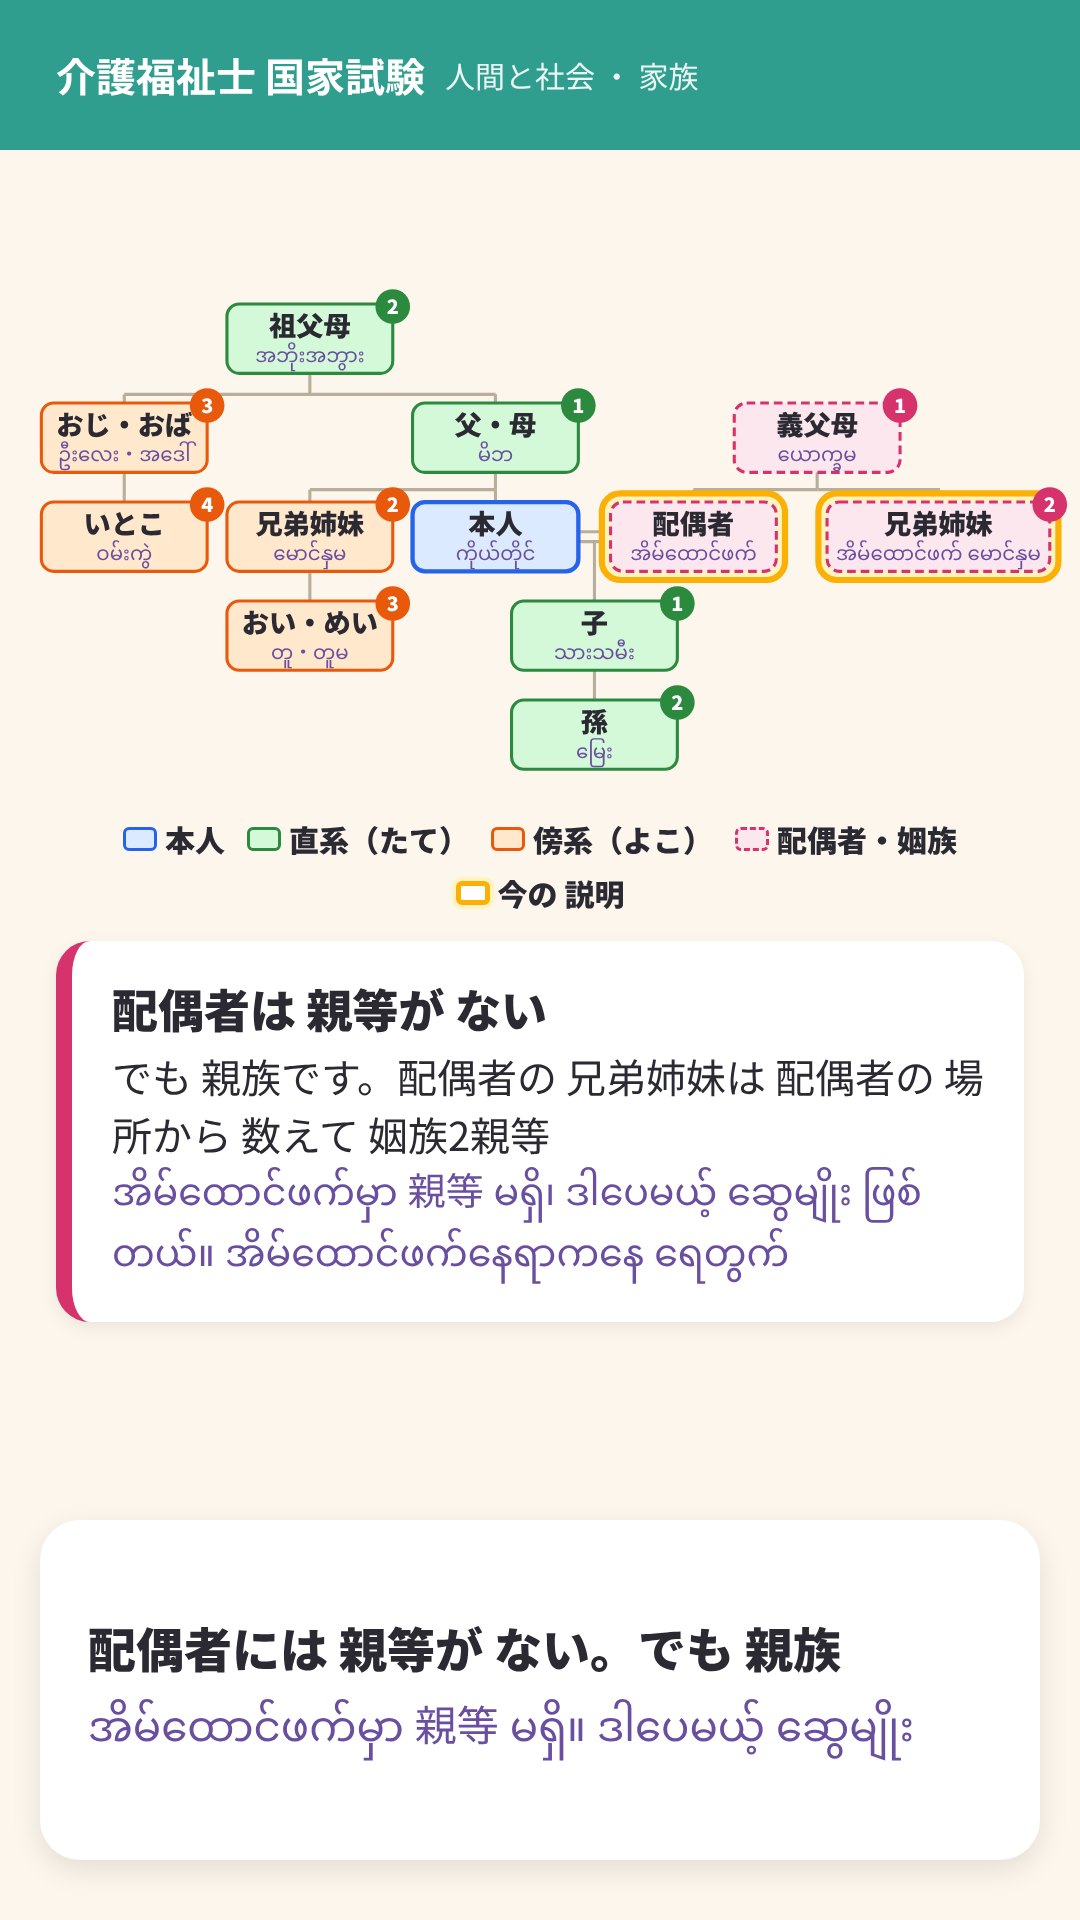 介護福祉士 国家試験 人間と社会 ・ 家族
2
祖父母
အဘိုးအဘွား
3
おじ・おば
ဦးလေး・အဒေါ်
1
父・母
မိဘ
1
義父母
ယောက္ခမ
4
いとこ
ဝမ်းကွဲ
2
兄弟姉妹
မောင်နှမ
本人
ကိုယ်တိုင်
配偶者
အိမ်ထောင်ဖက်
2
兄弟姉妹
အိမ်ထောင်ဖက် မောင်နှမ
3
おい・めい
တူ・တူမ
1
子
သားသမီး
2
孫
မြေး
本人 直系（たて） 傍系（よこ） 配偶者・姻族
今の 説明
配偶者は 親等が ない
でも 親族です。配偶者の 兄弟姉妹は 配偶者の 場
所から 数えて 姻族2親等
အိမ်ထောင်ဖက်မှာ 親等 မရှိ၊ ဒါပေမယ့် ဆွေမျိုး ဖြစ်
တယ်။ အိမ်ထောင်ဖက်နေရာကနေ ရေတွက်
配偶者には 親等が ない。でも 親族
အိမ်ထောင်ဖက်မှာ 親等 မရှိ။ ဒါပေမယ့် ဆွေမျိုး